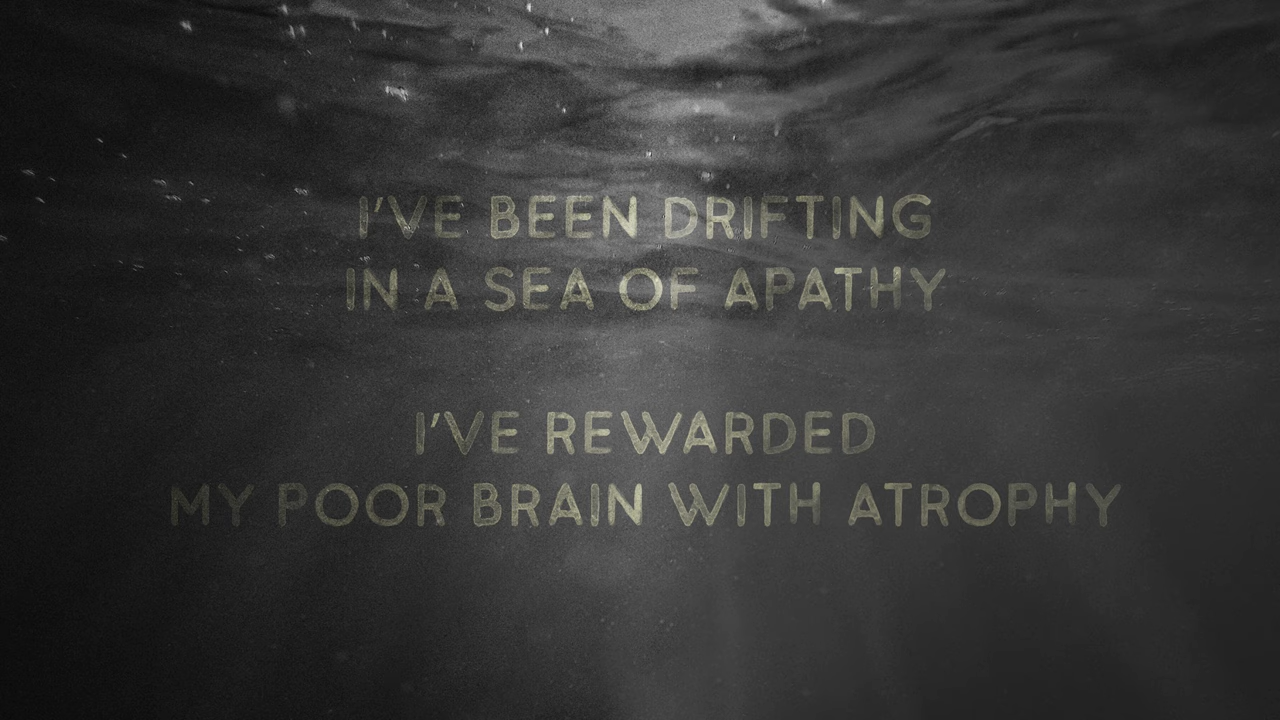 I'VE BEEN DRIFTING
IN A SEA OF APATHY
I'VE REWARDED
MY POOR BRAIN WITH ATROPHY